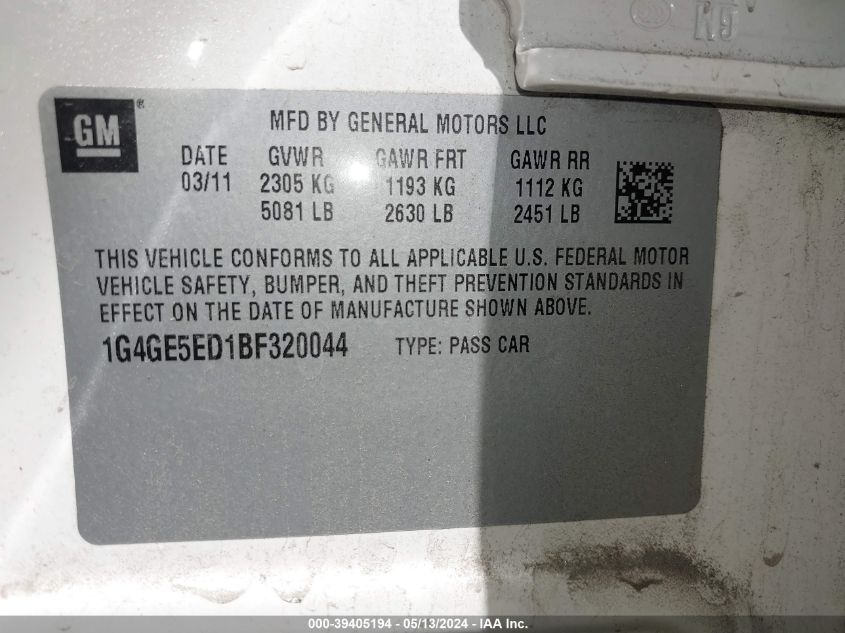 K9
GM®
MFD BY GENERAL MOTORS LLC
DATE GVWR GAWR FRT GAWR RR
03/11 2305 KG 1193 KG 1112 KG
5081 LB 2630 LB 2451 LB
THIS VEHICLE CONFORMS TO ALL APPLICABLE U.S. FEDERAL MOTOR
VEHICLE SAFETY, BUMPER, AND THEFT PREVENTION STANDARDS IN
EFFECT ON THE DATE OF MANUFACTURE SHOWN ABOVE.
1G4GE5ED1BF320044 TYPE: PASS CAR
000-39405194 - 05/13/2024 - IAA Inc.